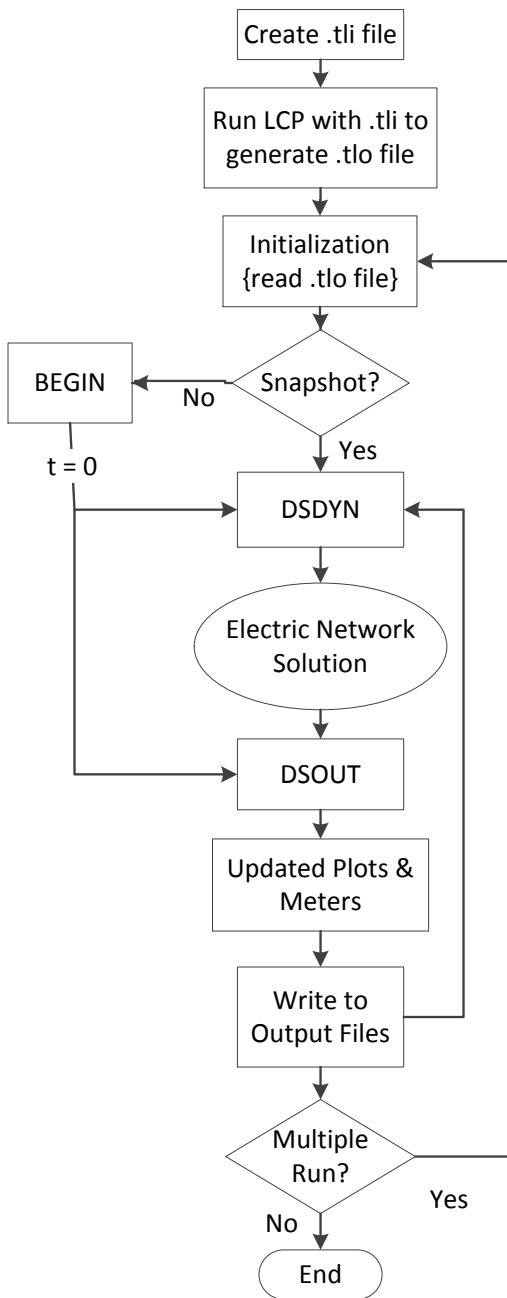 Create .tli file
Run LCP with .tli to
generate .tlo file
Initialization
{read .tlo file}
Snapshot?
BEGIN
No
Yes
t = 0
DSDYN
Electric Network
Solution
DSOUT
Updated Plots &
Meters
Write to
Output Files
Multiple
Run?
Yes
No
End